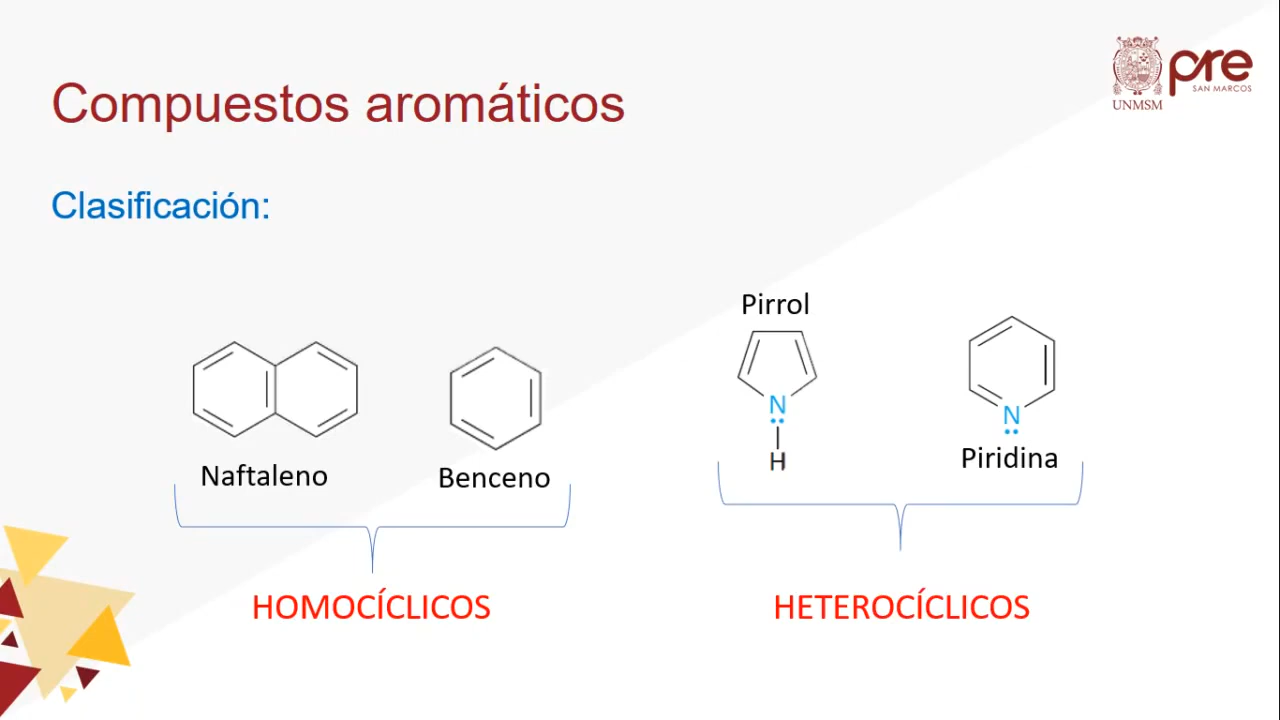 Compuestos aromáticos
pre
SAN MARCOS
UNMSM
Clasificación:
Pirrol
N
H
N
Piridina
Naftaleno
Benceno
HOMOCÍCLICOS
HETEROCÍCLICOS